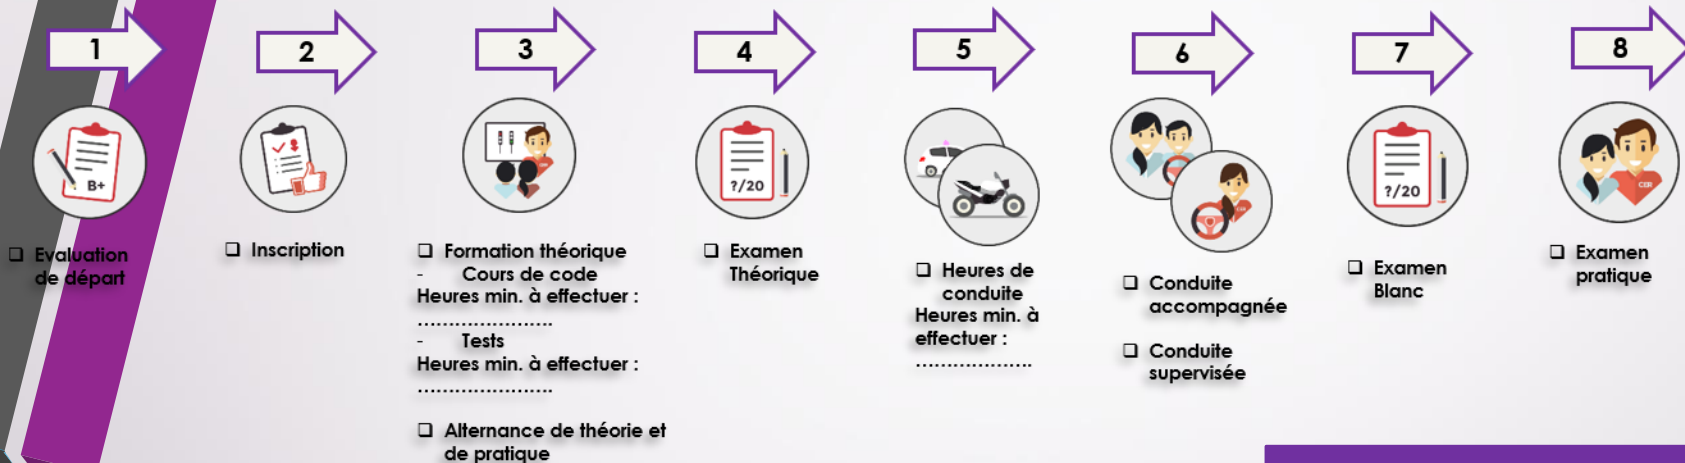 1
2
3
4
5
6
7
8
B+
?/20
CER
?/20
CER
❑ Evaluation
de départ
❑ Inscription
❑ Formation théorique
- Cours de code
Heures min. à effectuer :
.....................
- Tests
Heures min. à effectuer :
.....................
❑ Alternance de théorie et
de pratique
❑ Examen
Théorique
❑ Heures de
conduite
Heures min. à
effectuer :
..................
❑ Conduite
accompagnée
❑ Conduite
supervisée
❑ Examen
Blanc
❑ Examen
pratique